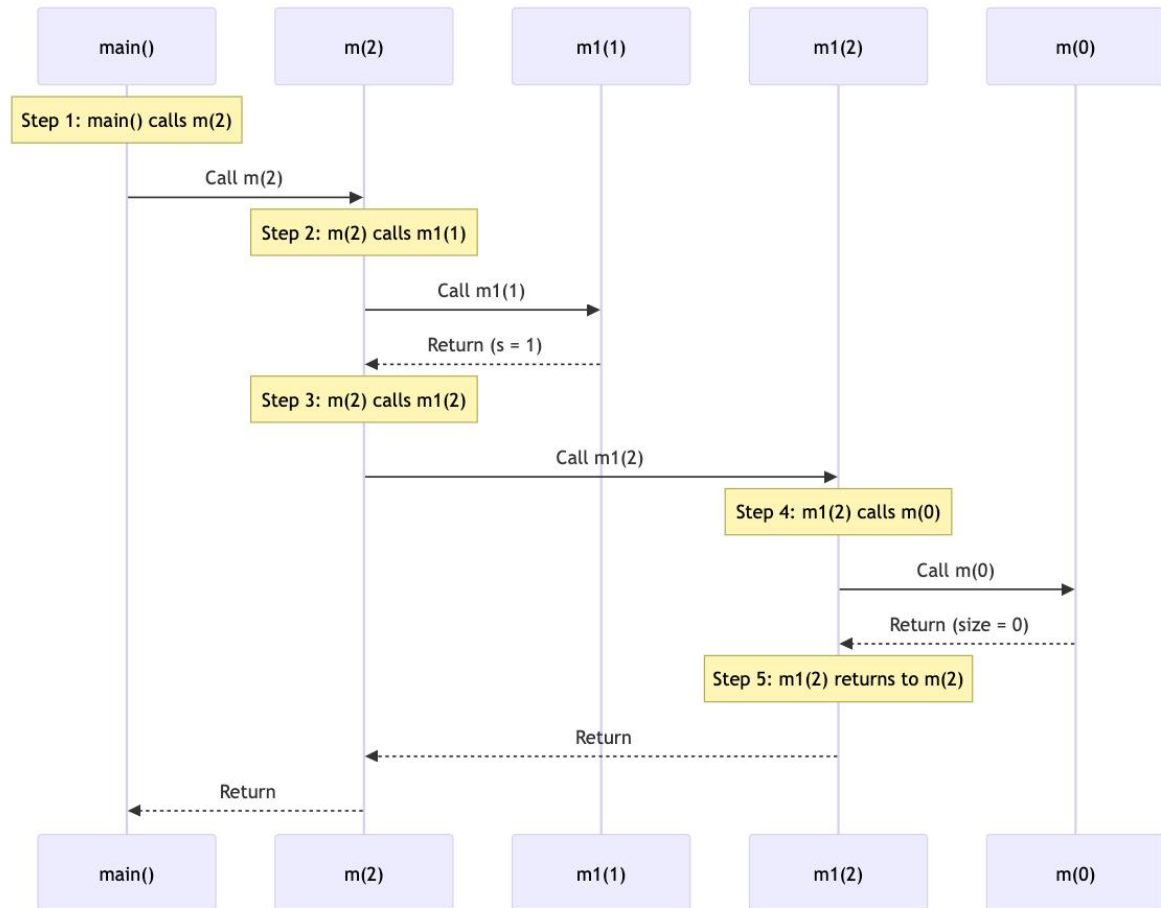 main()
m(2)
m1(1)
m1(2)
m(0)
Step 1: main() calls m(2)
Call m(2)
Step 2: m(2) calls m1(1)
Call m1(1)
Return (s = 1)
Step 3: m(2) calls m1(2)
Call m1(2)
Step 4: m1(2) calls m(0)
Call m(0)
Return (size = 0)
Step 5: m1(2) returns to m(2)
Return
Return
main()
m(2)
m1(1)
m1(2)
m(0)